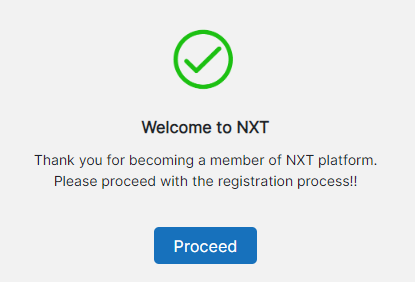 Welcome to NXT
Thank you for becoming a member of NXT platform.
Please proceed with the registration process!!
Proceed